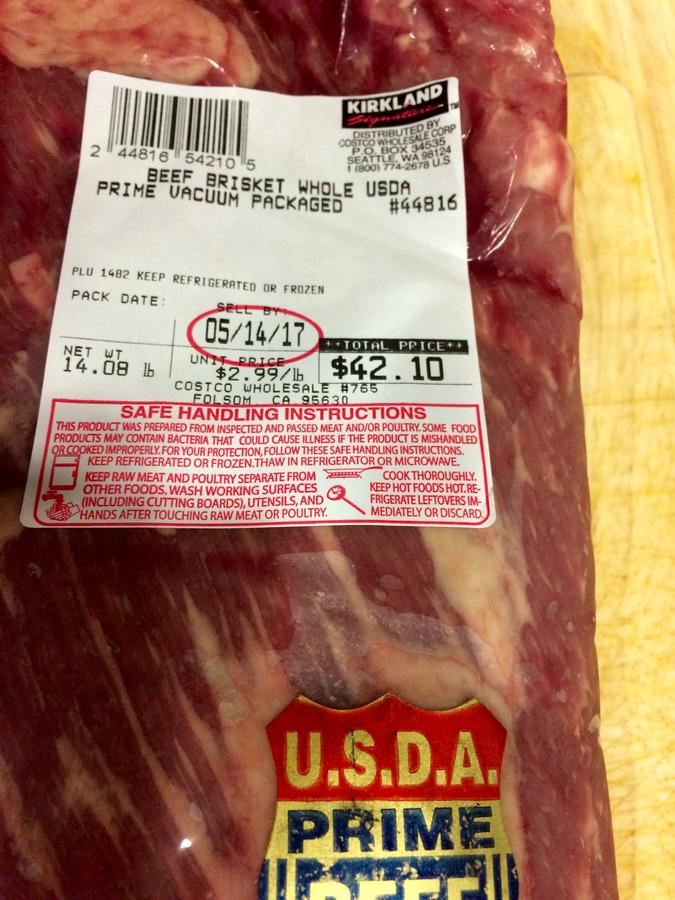 KIRKLAND
Signature™
DISTRIBUTED BY
COSTCO WHOLESALE CORP
P.O. BOX 34535
SEATTLE, WA 98124
1 (800) 774-2678 U.S.
2 44816 54210 5
BEEF BRISKET WHOLE USDA
PRIME VACUUM PACKAGED #44816
PLU 1482 KEEP REFRIGERATED OR FROZEN
PACK DATE: SELL BY:
05/14/17
NET WT UNIT PRICE **TOTAL PRICE**
14.08 lb $2.99/lb $42.10
COSTCO WHOLESALE #765
FOLSOM CA 95630
SAFE HANDLING INSTRUCTIONS
THIS PRODUCT WAS PREPARED FROM INSPECTED AND PASSED MEAT AND/OR POULTRY. SOME FOOD
PRODUCTS MAY CONTAIN BACTERIA THAT COULD CAUSE ILLNESS IF THE PRODUCT IS MISHANDLED
OR COOKED IMPROPERLY. FOR YOUR PROTECTION, FOLLOW THESE SAFE HANDLING INSTRUCTIONS.
KEEP REFRIGERATED OR FROZEN. THAW IN REFRIGERATOR OR MICROWAVE.
KEEP RAW MEAT AND POULTRY SEPARATE FROM
OTHER FOODS. WASH WORKING SURFACES
(INCLUDING CUTTING BOARDS), UTENSILS, AND
HANDS AFTER TOUCHING RAW MEAT OR POULTRY.
COOK THOROUGHLY.
KEEP HOT FOODS HOT. RE-
FRIGERATE LEFTOVERS IM-
MEDIATELY OR DISCARD.
U.S.D.A.
PRIME
BEEF